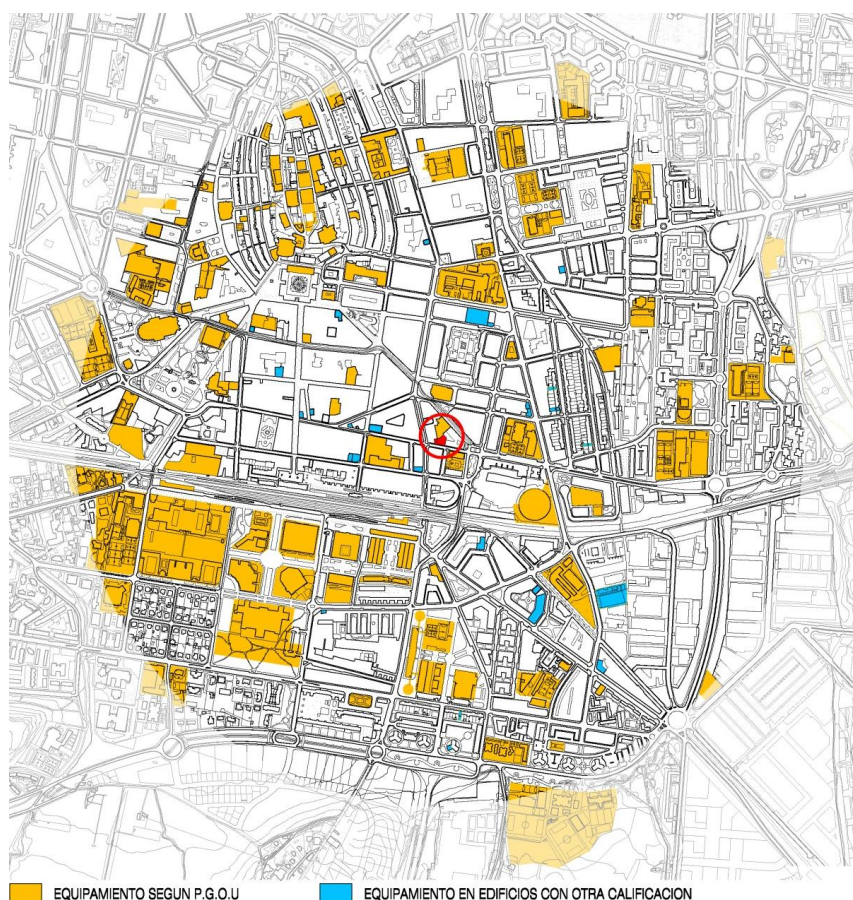 EQUIPAMIENTO SEGUN P.G.O.U
EQUIPAMIENTO EN EDIFICIOS CON OTRA CALIFICACION